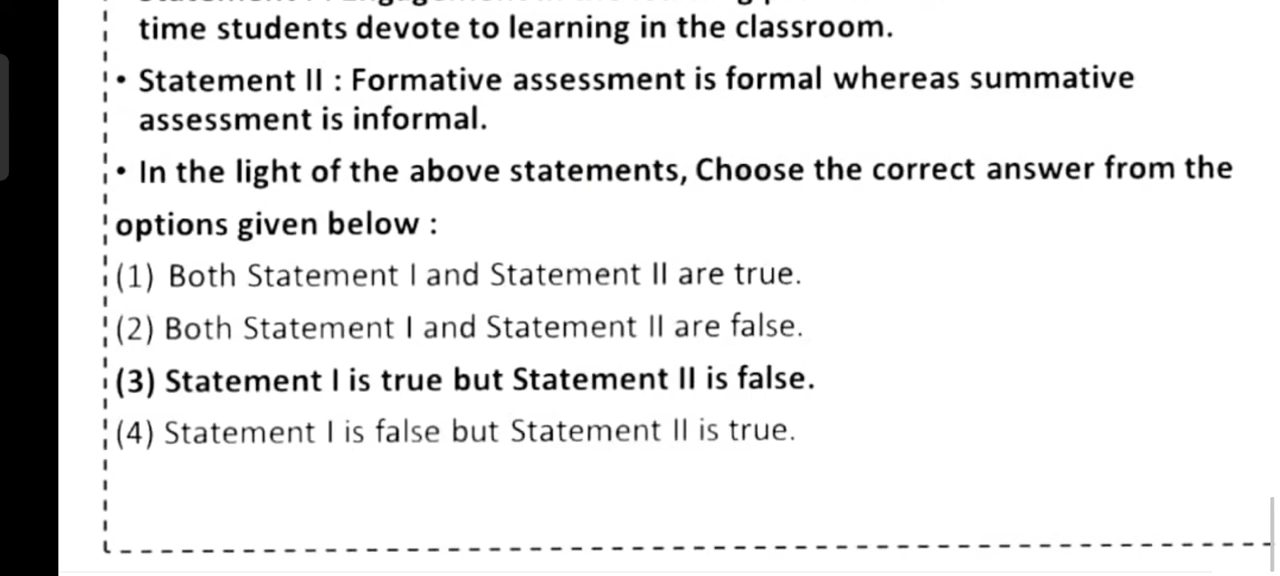 time students devote to learning in the classroom.
• Statement II : Formative assessment is formal whereas summative
assessment is informal.
• In the light of the above statements, Choose the correct answer from the
options given below :
(1) Both Statement I and Statement II are true.
(2) Both Statement I and Statement II are false.
(3) Statement I is true but Statement II is false.
(4) Statement I is false but Statement II is true.